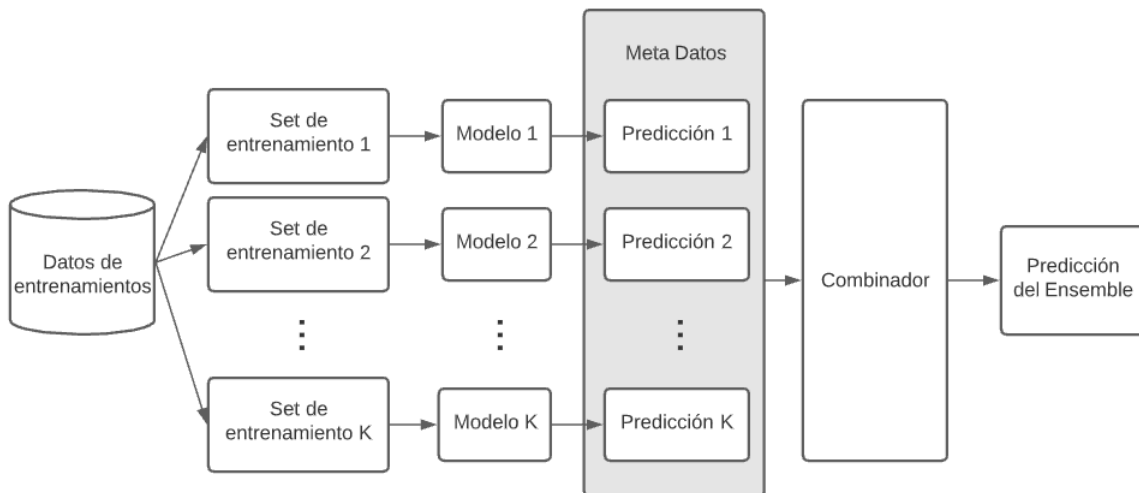 Meta Datos
Set de
entrenamiento 1
Modelo 1
Predicción 1
Set de
entrenamiento 2
Modelo 2
Predicción 2
Datos de
entrenamientos
Combinador
Predicción
del Ensemble
Set de
entrenamiento K
Modelo K
Predicción K